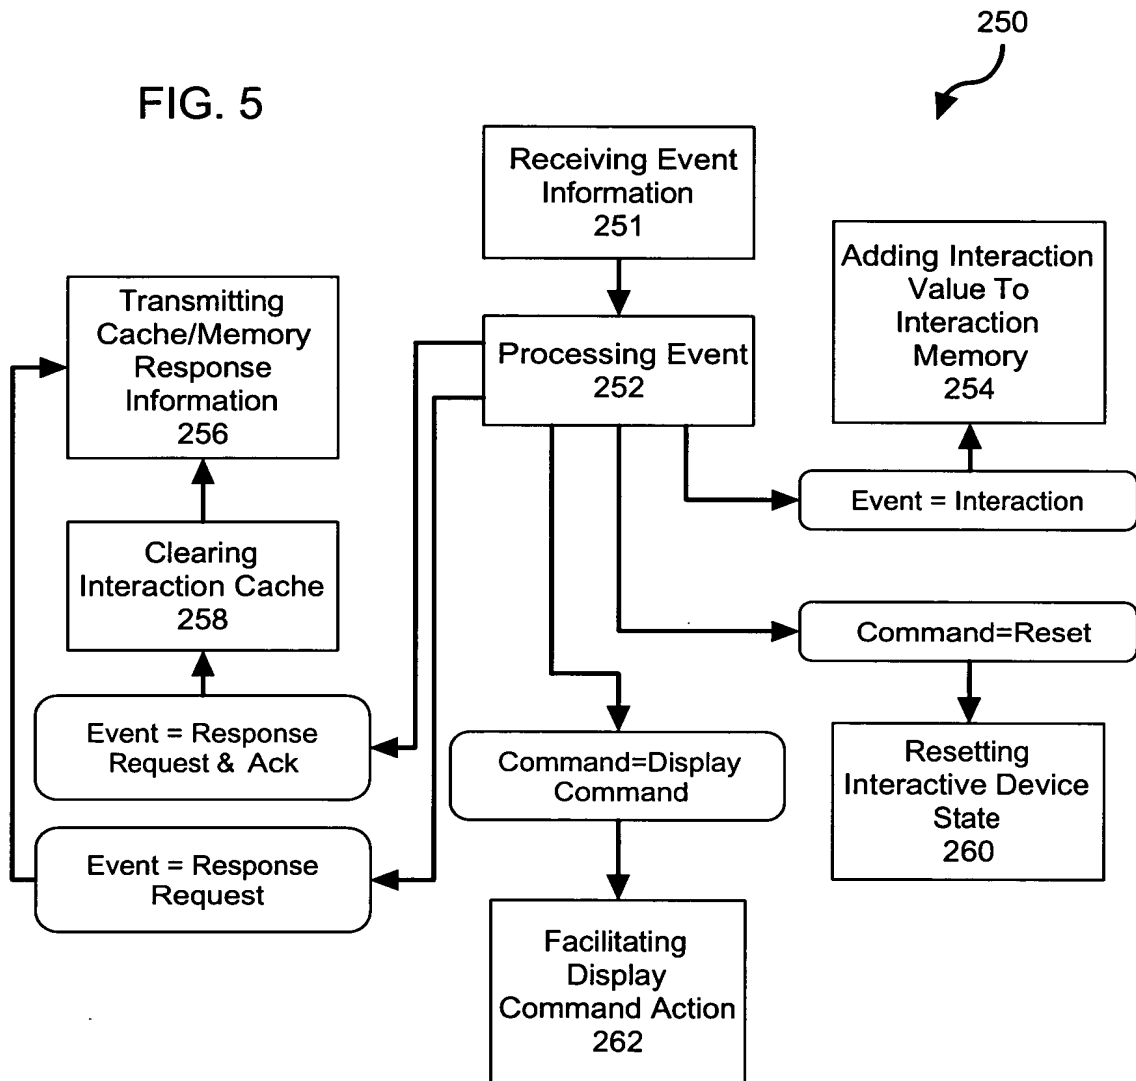 250
FIG. 5
Receiving Event
Information
251
Adding Interaction
Value To
Interaction
Memory
254
Transmitting
Cache/Memory
Response
Information
256
Processing Event
252
Event = Interaction
Clearing
Interaction Cache
258
Command=Reset
Event = Response
Request & Ack
Command=Display
Command
Resetting
Interactive Device
State
260
Event = Response
Request
Facilitating
Display
Command Action
262